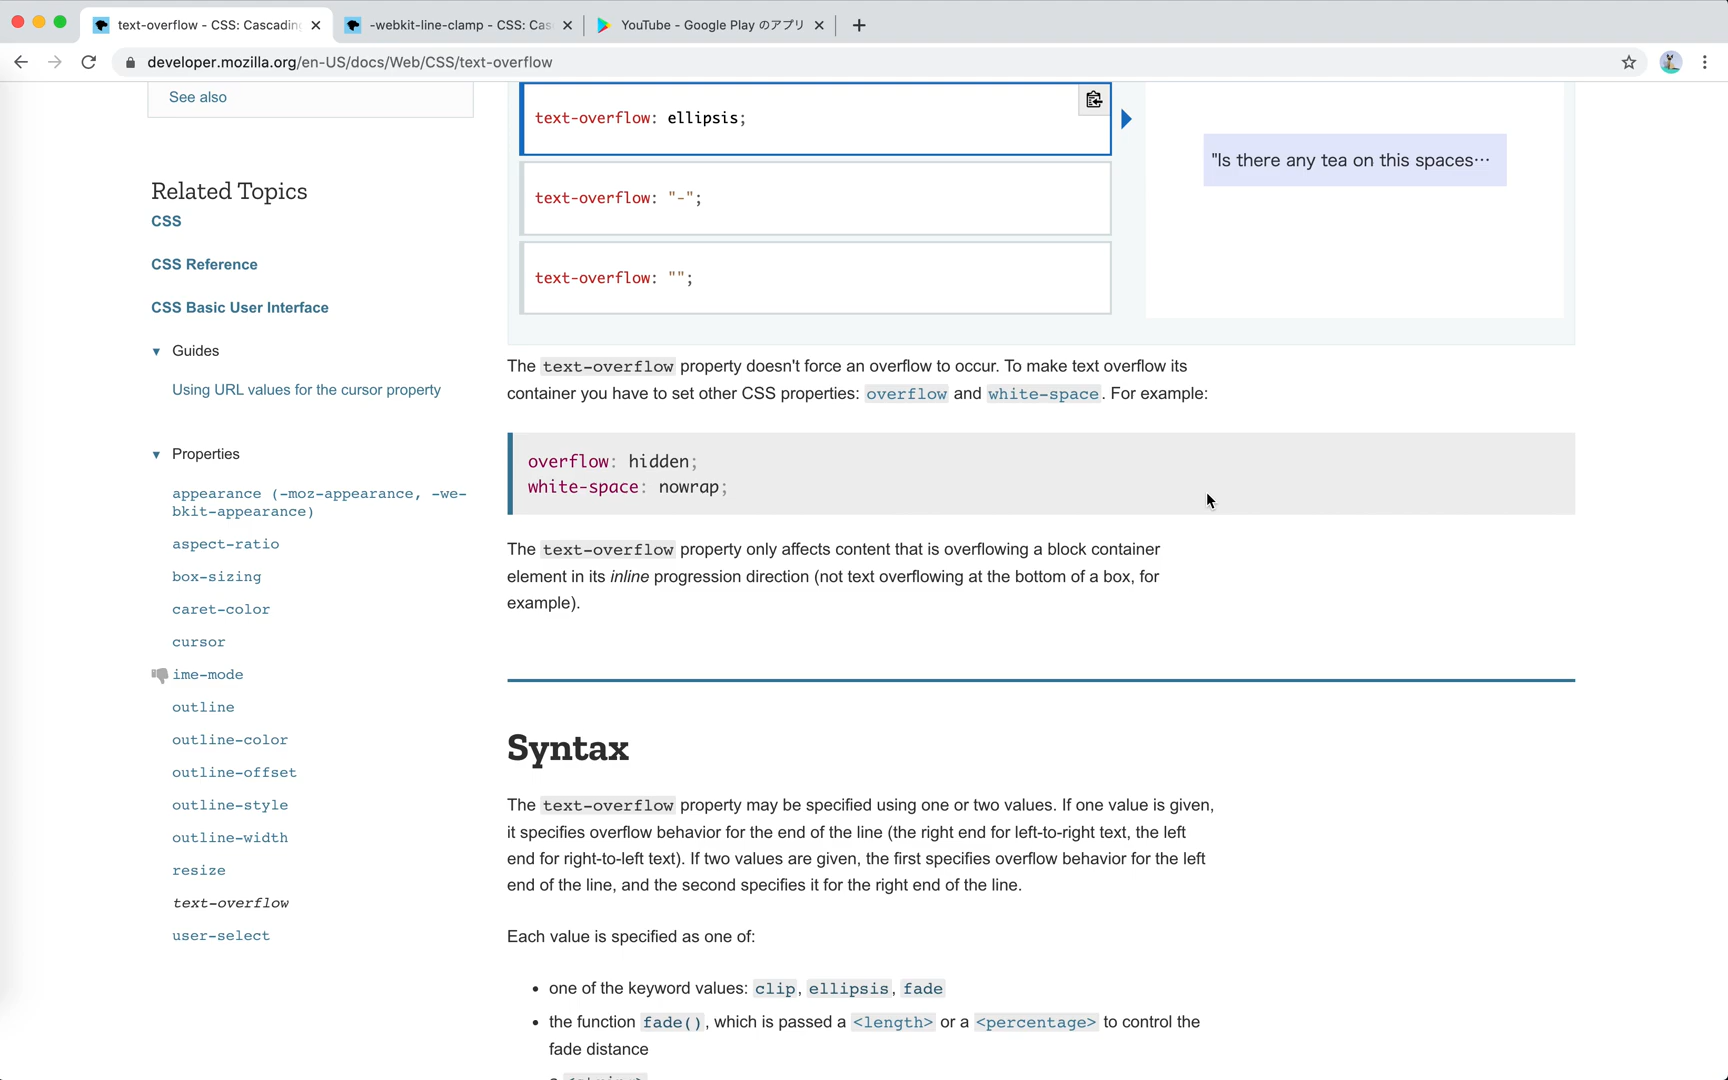 text-overflow - CSS: Cascading
-webkit-line-clamp - CSS: Cas
YouTube - Google Play のアプリ
developer.mozilla.org/en-US/docs/Web/CSS/text-overflow
See also
Related Topics
CSS
CSS Reference
CSS Basic User Interface
Guides
Using URL values for the cursor property
Properties
appearance (-moz-appearance, -we-
bkit-appearance)
aspect-ratio
box-sizing
caret-color
cursor
ime-mode
outline
outline-color
outline-offset
outline-style
outline-width
resize
text-overflow
user-select
text-overflow: ellipsis;
text-overflow: "-";
text-overflow: "";
"Is there any tea on this spaces…
The text-overflow property doesn't force an overflow to occur. To make text overflow its
container you have to set other CSS properties: overflow and white-space. For example:
overflow: hidden;
white-space: nowrap;
The text-overflow property only affects content that is overflowing a block container
element in its inline progression direction (not text overflowing at the bottom of a box, for
example).
Syntax
The text-overflow property may be specified using one or two values. If one value is given,
it specifies overflow behavior for the end of the line (the right end for left-to-right text, the left
end for right-to-left text). If two values are given, the first specifies overflow behavior for the left
end of the line, and the second specifies it for the right end of the line.
Each value is specified as one of:
• one of the keyword values: clip, ellipsis, fade
• the function fade(), which is passed a <length> or a <percentage> to control the
fade distance